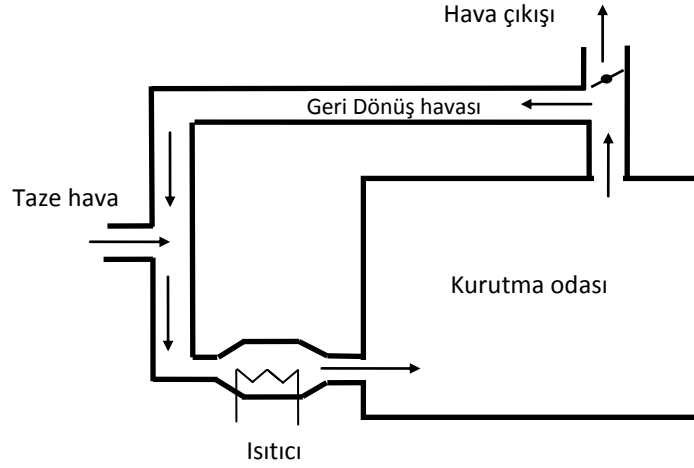 Hava çıkışı
Geri Dönüş havası
Taze hava
Kurutma odası
Isıtıcı